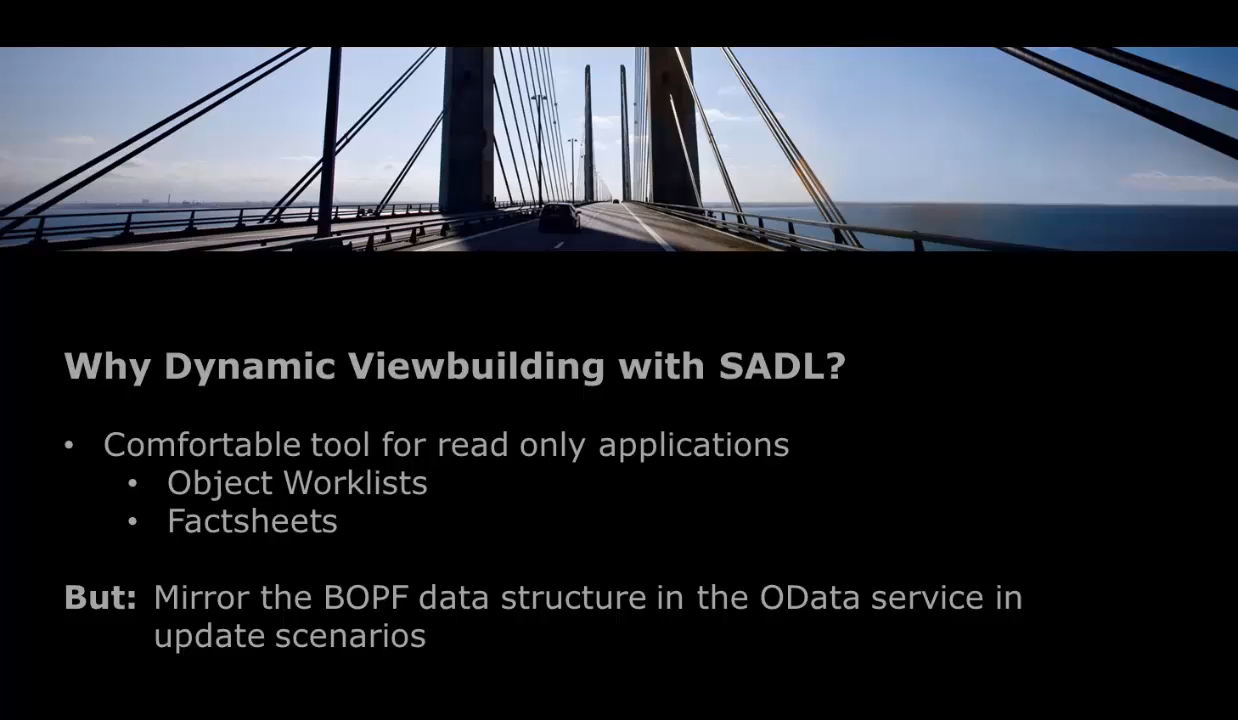 Why Dynamic Viewbuilding with SADL?
• Comfortable tool for read only applications
• Object Worklists
• Factsheets
But: Mirror the BOPF data structure in the OData service in
update scenarios